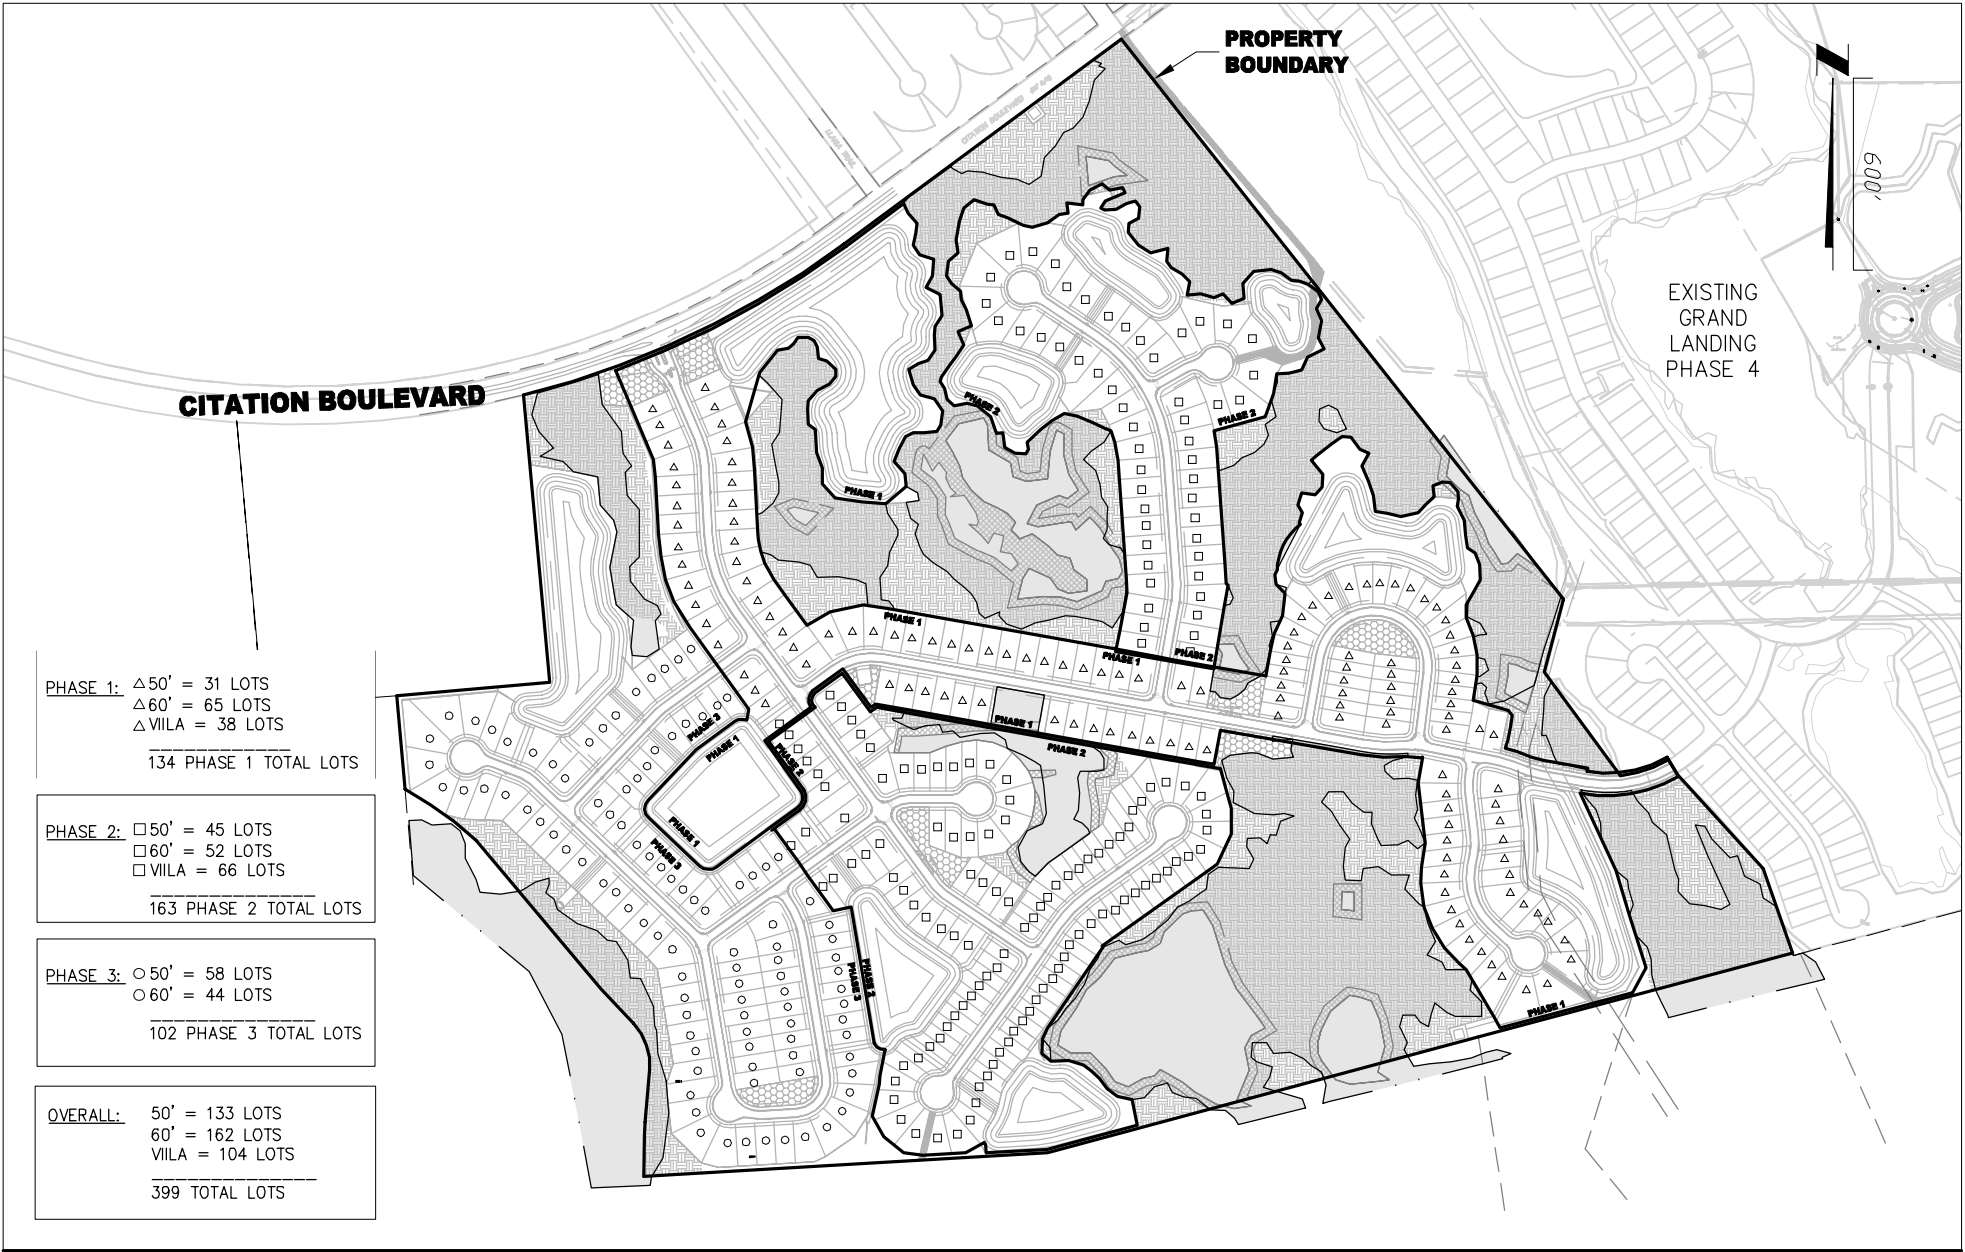 PROPERTY
BOUNDARY
N
600'
LLAMA TRAIL
CITATION BOULEVARD
EXISTING
GRAND
LANDING
PHASE 4
CITATION BOULEVARD
PHASE 2
PHASE 2
PHASE 1
PHASE 1
PHASE 1
PHASE 2
PHASE 3
PHASE 1
PHASE 2
PHASE 1
PHASE 2
PHASE 1
PHASE 3
PHASE 2
PHASE 3
PHASE 1
PHASE 1: △ 50' = 31 LOTS
△ 60' = 65 LOTS
△ VIILA = 38 LOTS
134 PHASE 1 TOTAL LOTS
PHASE 2: □ 50' = 45 LOTS
□ 60' = 52 LOTS
□ VIILA = 66 LOTS
163 PHASE 2 TOTAL LOTS
PHASE 3: ○ 50' = 58 LOTS
○ 60' = 44 LOTS
102 PHASE 3 TOTAL LOTS
OVERALL: 50' = 133 LOTS
60' = 162 LOTS
VIILA = 104 LOTS
399 TOTAL LOTS